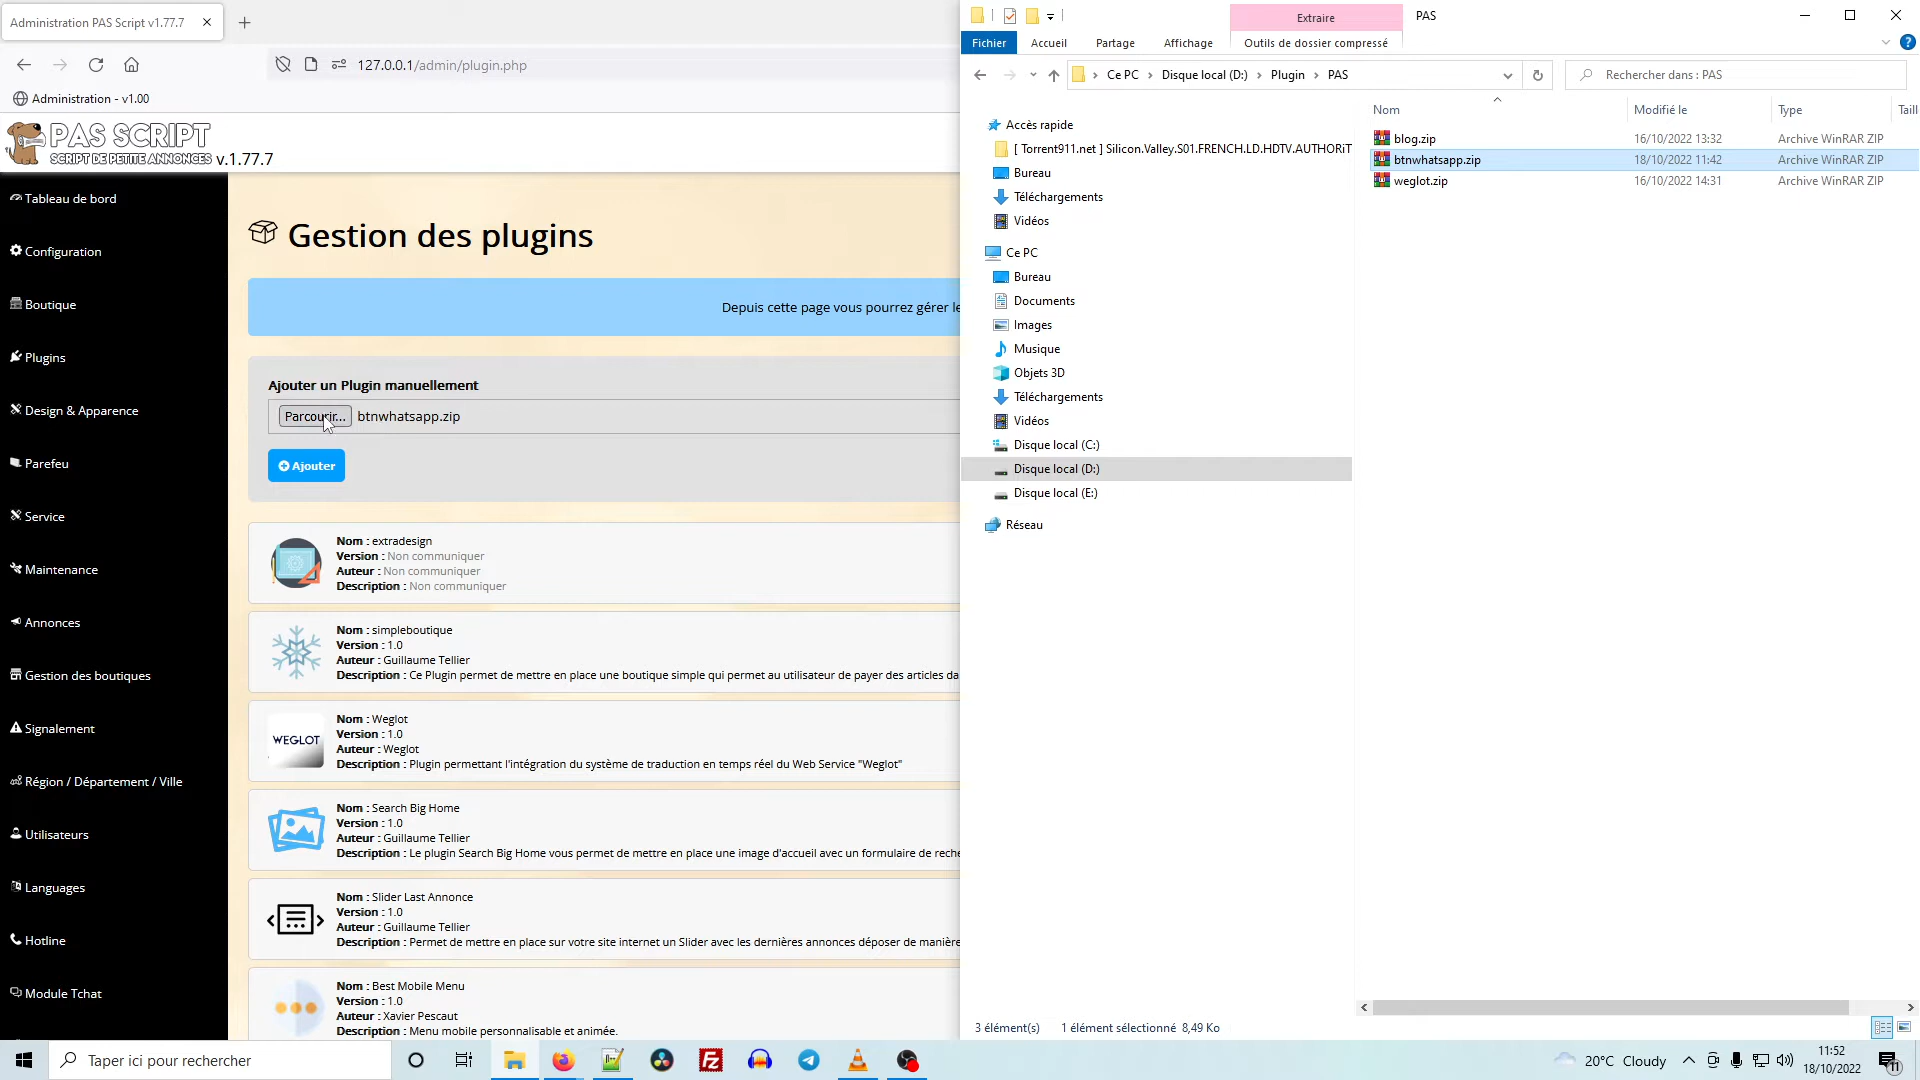 Administration PAS Script v1.77.7
127.0.0.1/admin/plugin.php
Administration - v1.00
PAS SCRIPT
SCRIPT DE PETITE ANNONCES v.1.77.7
Tableau de bord
Configuration
Boutique
Plugins
Design & Apparence
Parefeu
Service
Maintenance
Annonces
Gestion des boutiques
Signalement
Région / Département / Ville
Utilisateurs
Languages
Hotline
Module Tchat
Gestion des plugins
Depuis cette page vous pourrez gérer le
Ajouter un Plugin manuellement
Parcourir... btnwhatsapp.zip
Ajouter
Nom : extradesign
Version : Non communiquer
Auteur : Non communiquer
Description : Non communiquer
Nom : simpleboutique
Version : 1.0
Auteur : Guillaume Tellier
Description : Ce Plugin permet de mettre en place une boutique simple qui permet au utilisateur de payer des articles da
WEGLOT
Nom : Weglot
Version : 1.0
Auteur : Weglot
Description : Plugin permettant l'intégration du système de traduction en temps réel du Web Service "Weglot"
Nom : Search Big Home
Version : 1.0
Auteur : Guillaume Tellier
Description : Le plugin Search Big Home vous permet de mettre en place une image d'accueil avec un formulaire de reche
Nom : Slider Last Annonce
Version : 1.0
Auteur : Guillaume Tellier
Description : Permet de mettre en place sur votre site internet un Slider avec les dernières annonces déposer de manière
Nom : Best Mobile Menu
Version : 1.0
Auteur : Xavier Pescaut
Description : Menu mobile personnalisable et animée.
Extraire
PAS
Fichier Accueil Partage Affichage Outils de dossier compressé
Ce PC Disque local (D:) Plugin PAS
Rechercher dans : PAS
Accès rapide
[ Torrent911.net ] Silicon.Valley.S01.FRENCH.LD.HDTV.AUTHORiT
Bureau
Téléchargements
Vidéos
Ce PC
Bureau
Documents
Images
Musique
Objets 3D
Téléchargements
Vidéos
Disque local (C:)
Disque local (D:)
Disque local (E:)
Réseau
Nom Modifié le Type Taill
blog.zip 16/10/2022 13:32 Archive WinRAR ZIP
btnwhatsapp.zip 18/10/2022 11:42 Archive WinRAR ZIP
weglot.zip 16/10/2022 14:31 Archive WinRAR ZIP
3 élément(s) 1 élément sélectionné 8,49 Ko
Taper ici pour rechercher
20°C Cloudy
11:52
18/10/2022
11